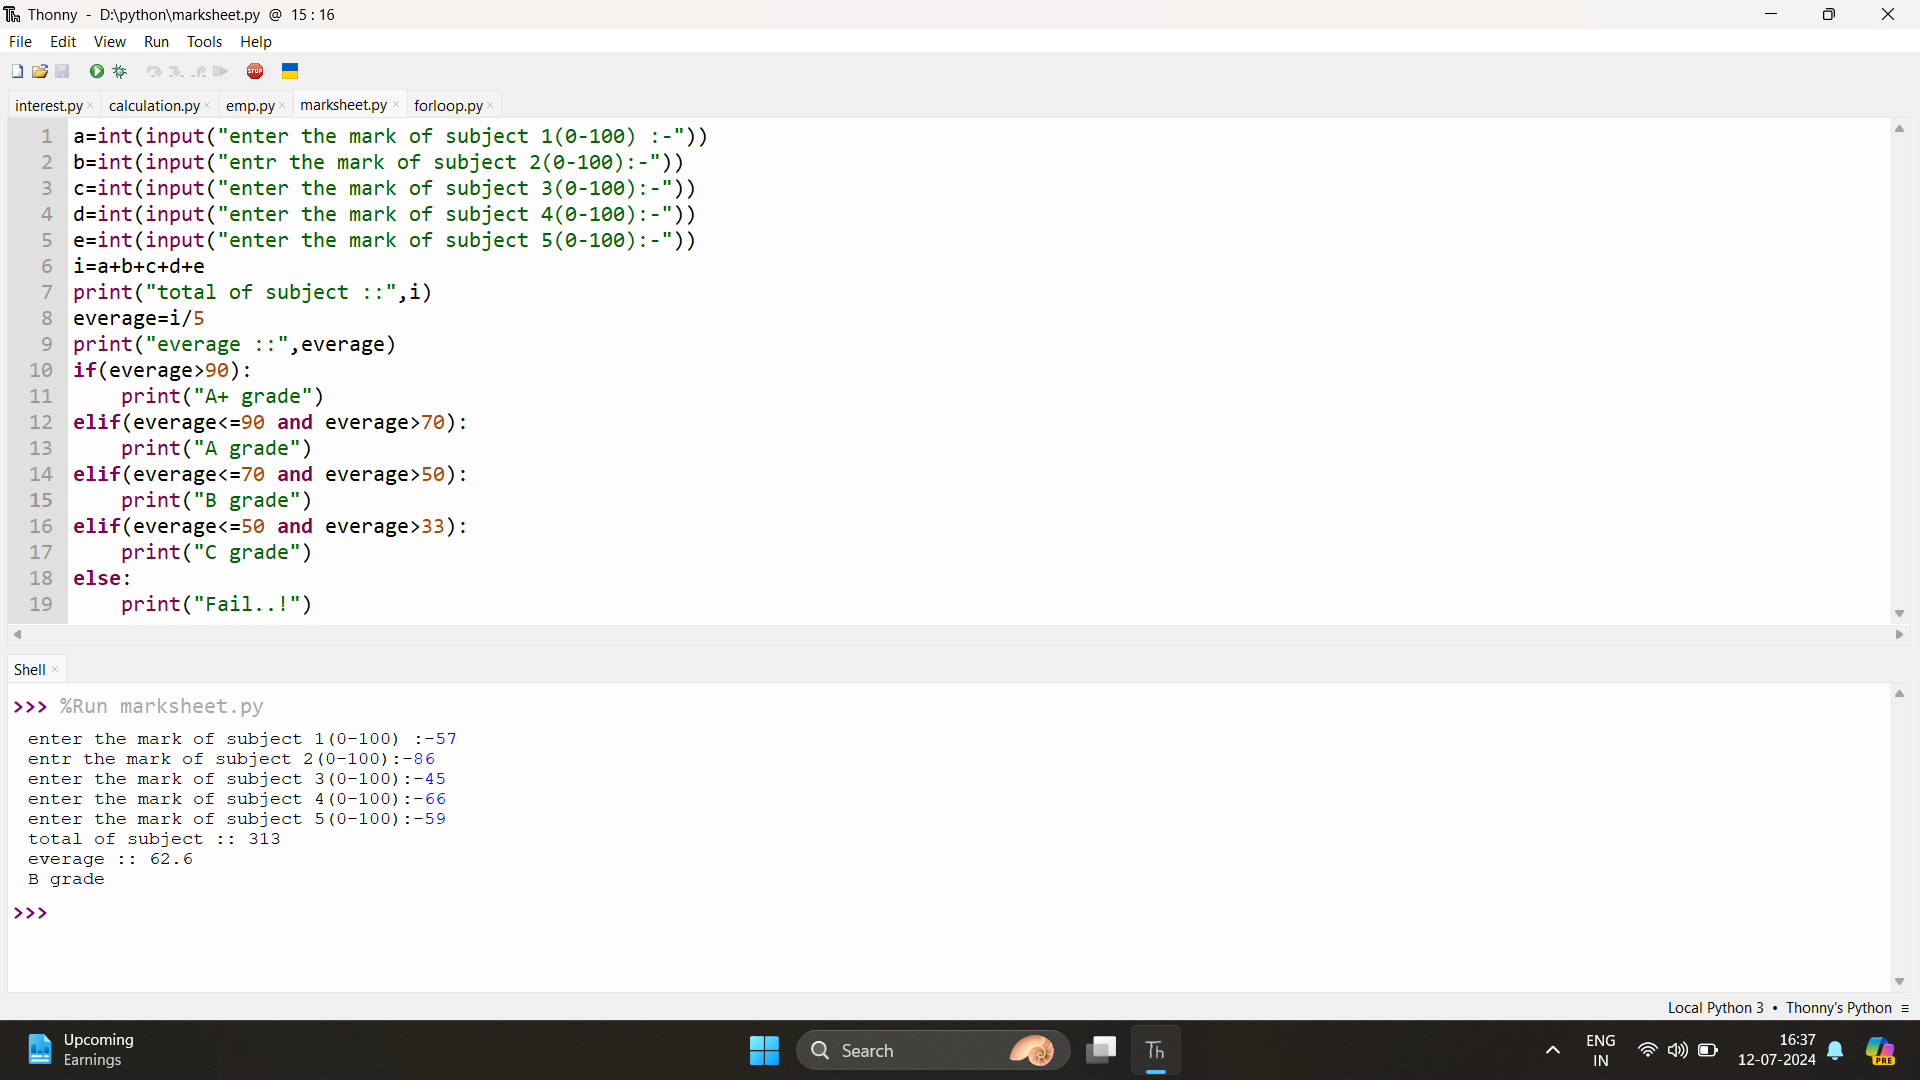 Thonny - D:\python\marksheet.py @ 15 : 16
File Edit View Run Tools Help
STOP
interest.py × calculation.py × emp.py × marksheet.py × forloop.py ×
1 a=int(input("enter the mark of subject 1(0-100) :-"))
2 b=int(input("entr the mark of subject 2(0-100):-"))
3 c=int(input("enter the mark of subject 3(0-100):-"))
4 d=int(input("enter the mark of subject 4(0-100):-"))
5 e=int(input("enter the mark of subject 5(0-100):-"))
6 i=a+b+c+d+e
7 print("total of subject ::",i)
8 everage=i/5
9 print("everage ::",everage)
10 if(everage>90):
11     print("A+ grade")
12 elif(everage<=90 and everage>70):
13     print("A grade")
14 elif(everage<=70 and everage>50):
15     print("B grade")
16 elif(everage<=50 and everage>33):
17     print("C grade")
18 else:
19     print("Fail..!")
Shell ×
>>> %Run marksheet.py
enter the mark of subject 1(0-100) :-57
entr the mark of subject 2(0-100):-86
enter the mark of subject 3(0-100):-45
enter the mark of subject 4(0-100):-66
enter the mark of subject 5(0-100):-59
total of subject :: 313
everage :: 62.6
B grade
>>>
Local Python 3 • Thonny's Python ≡
Upcoming
Earnings
Search
Th
ENG
IN
16:37
12-07-2024
PRE